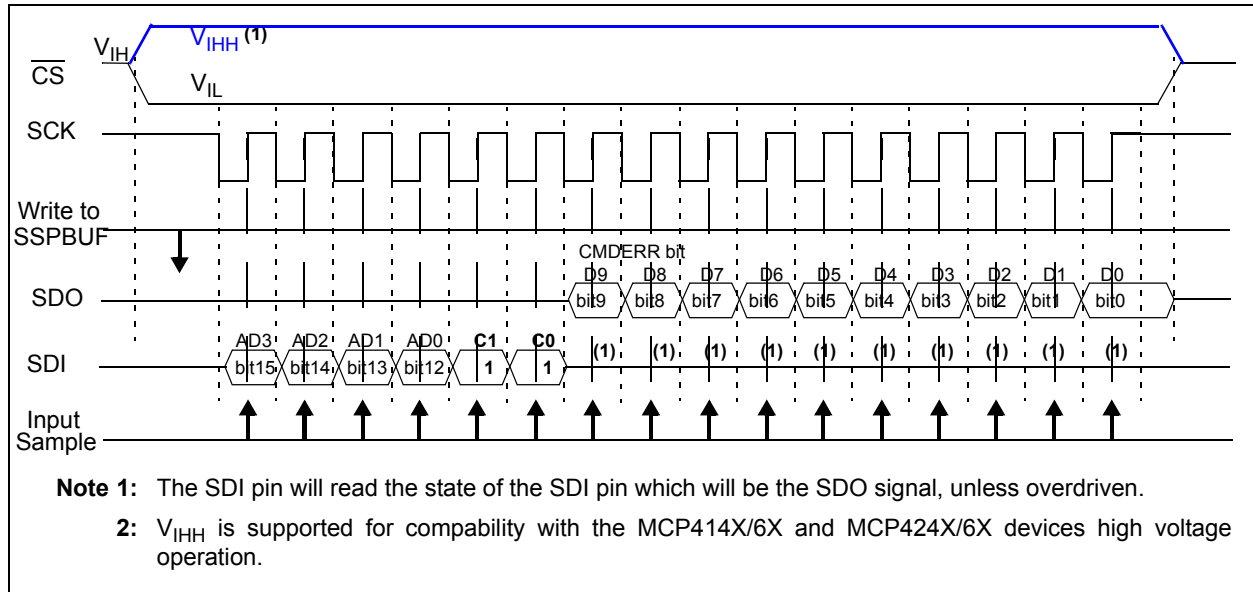 V_IHH (1)
V_IH
CS
V_IL
SCK
Write to
SSPBUF
CMDERR bit
D9 D8 D7 D6 D5 D4 D3 D2 D1 D0
SDO bit9 bit8 bit7 bit6 bit5 bit4 bit3 bit2 bit1 bit0
AD3 AD2 AD1 AD0 C1 C0
SDI bit15 bit14 bit13 bit12 1 1 (1) (1) (1) (1) (1) (1) (1) (1) (1) (1)
Input
Sample
Note 1: The SDI pin will read the state of the SDI pin which will be the SDO signal, unless overdriven.
2: V_IHH is supported for compability with the MCP414X/6X and MCP424X/6X devices high voltage
operation.